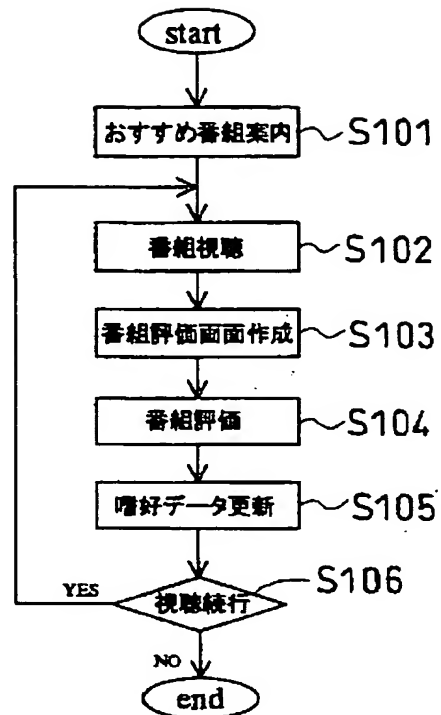 start
おすすめ番組案内 S101
番組視聴 S102
番組評価画面作成 S103
番組評価 S104
嗜好データ更新 S105
視聴続行 S106
YES
NO
end